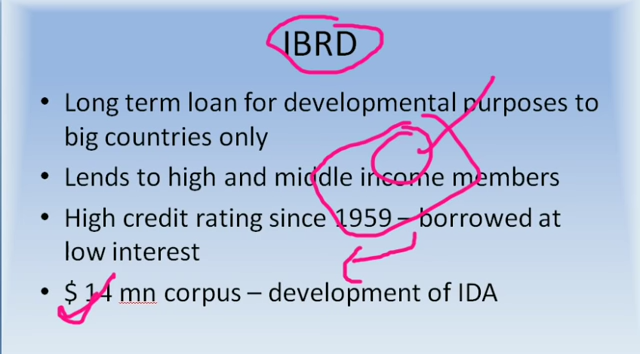 IBRD
• Long term loan for developmental purposes to
big countries only
• Lends to high and middle income members
• High credit rating since 1959 – borrowed at
low interest
• $ 14 mn corpus – development of IDA